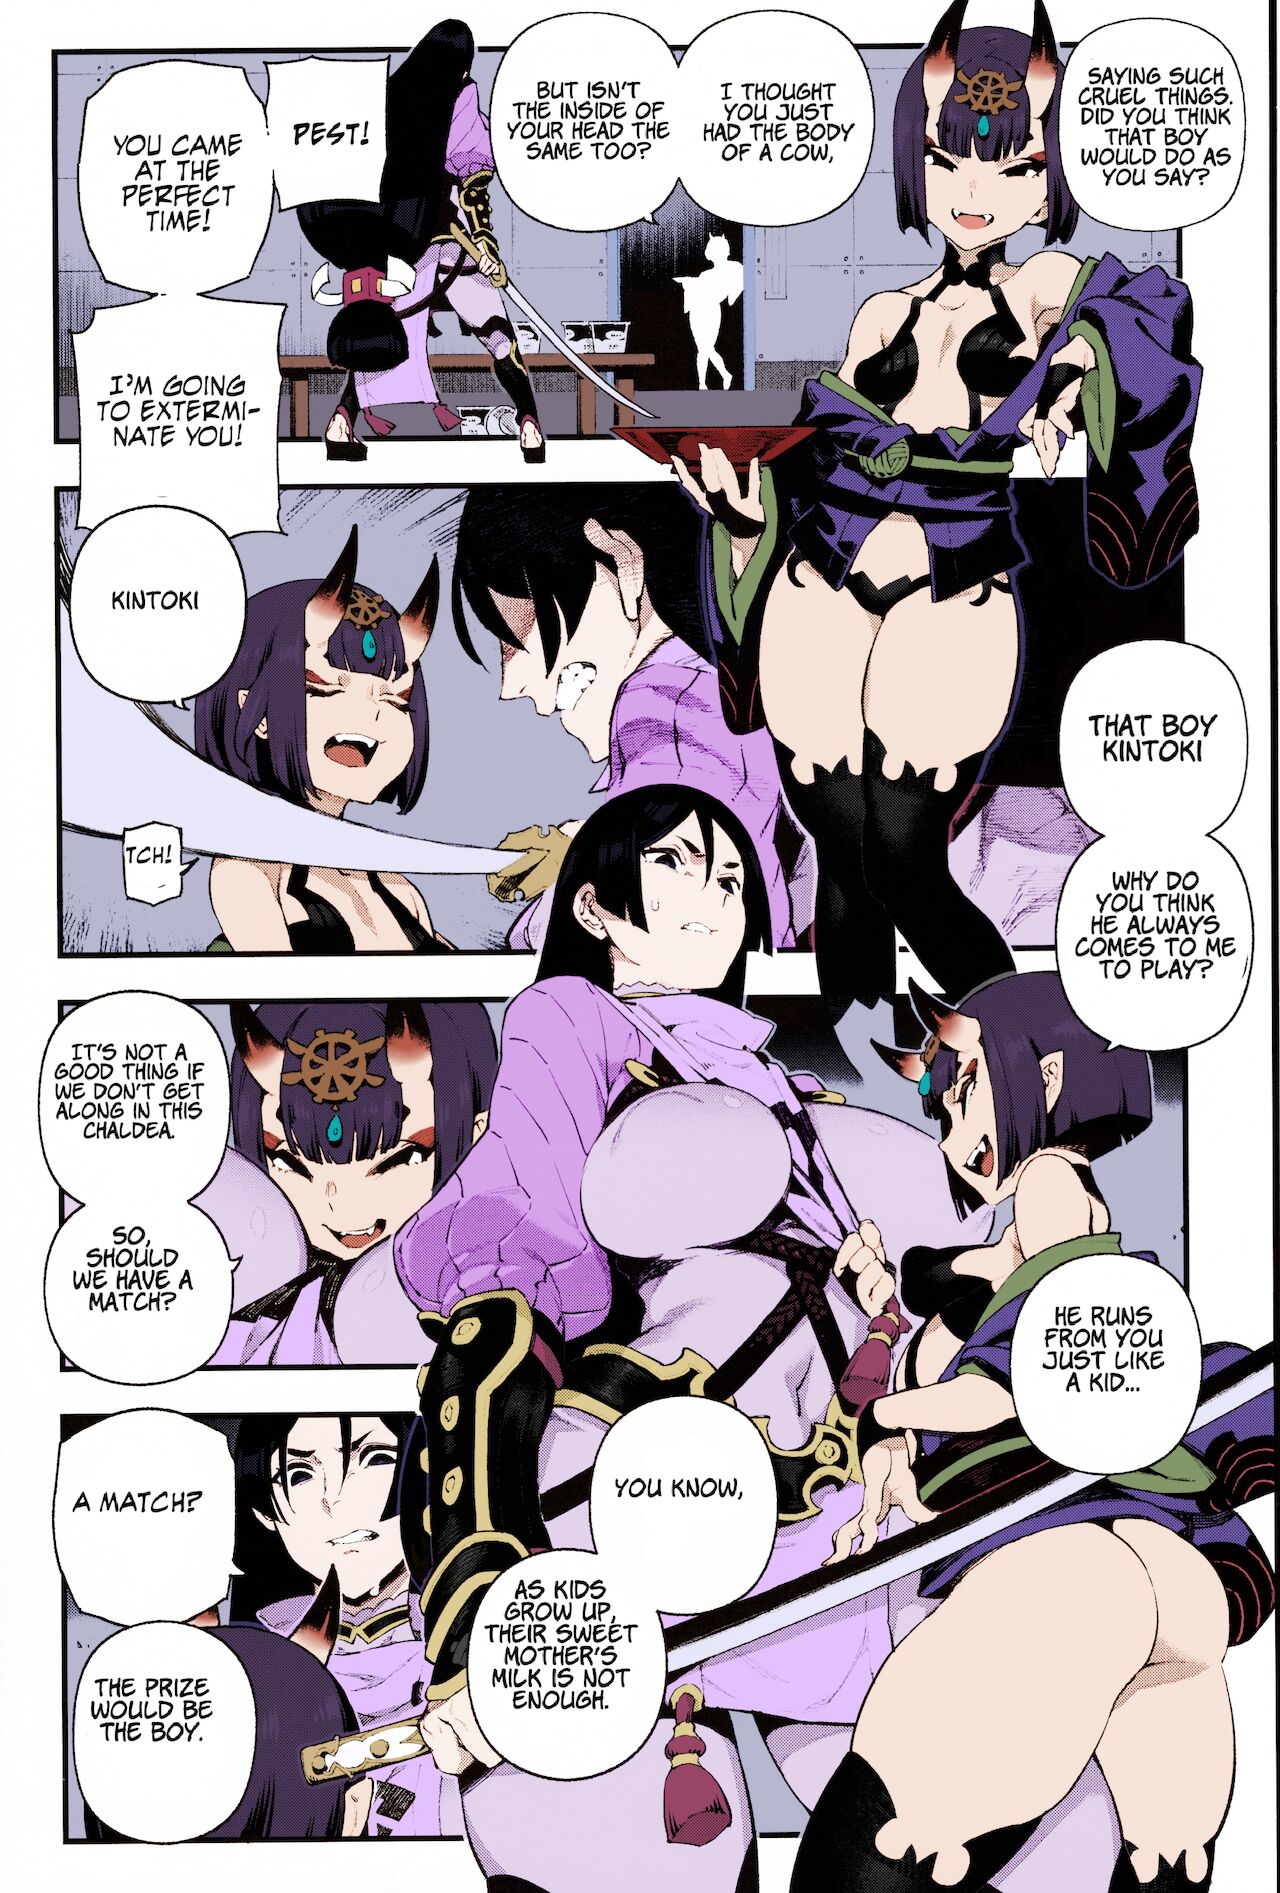 SAYING SUCH
CRUEL THINGS.
DID YOU THINK
THAT BOY
WOULD DO AS
YOU SAY?
I THOUGHT
YOU JUST
HAD THE BODY
OF A COW,
BUT ISN'T
THE INSIDE OF
YOUR HEAD THE
SAME TOO?
PEST!
YOU CAME
AT THE
PERFECT
TIME!
I'M GOING
TO EXTERMI-
NATE YOU!
THAT BOY
KINTOKI
WHY DO
YOU THINK
HE ALWAYS
COMES TO ME
TO PLAY?
KINTOKI
TCH!
HE RUNS
FROM YOU
JUST LIKE
A KID...
YOU KNOW,
AS KIDS
GROW UP,
THEIR SWEET
MOTHER'S
MILK IS NOT
ENOUGH.
IT'S NOT A
GOOD THING IF
WE DON'T GET
ALONG IN THIS
CHALDEA.
SO,
SHOULD
WE HAVE A
MATCH?
A MATCH?
THE PRIZE
WOULD BE
THE BOY.